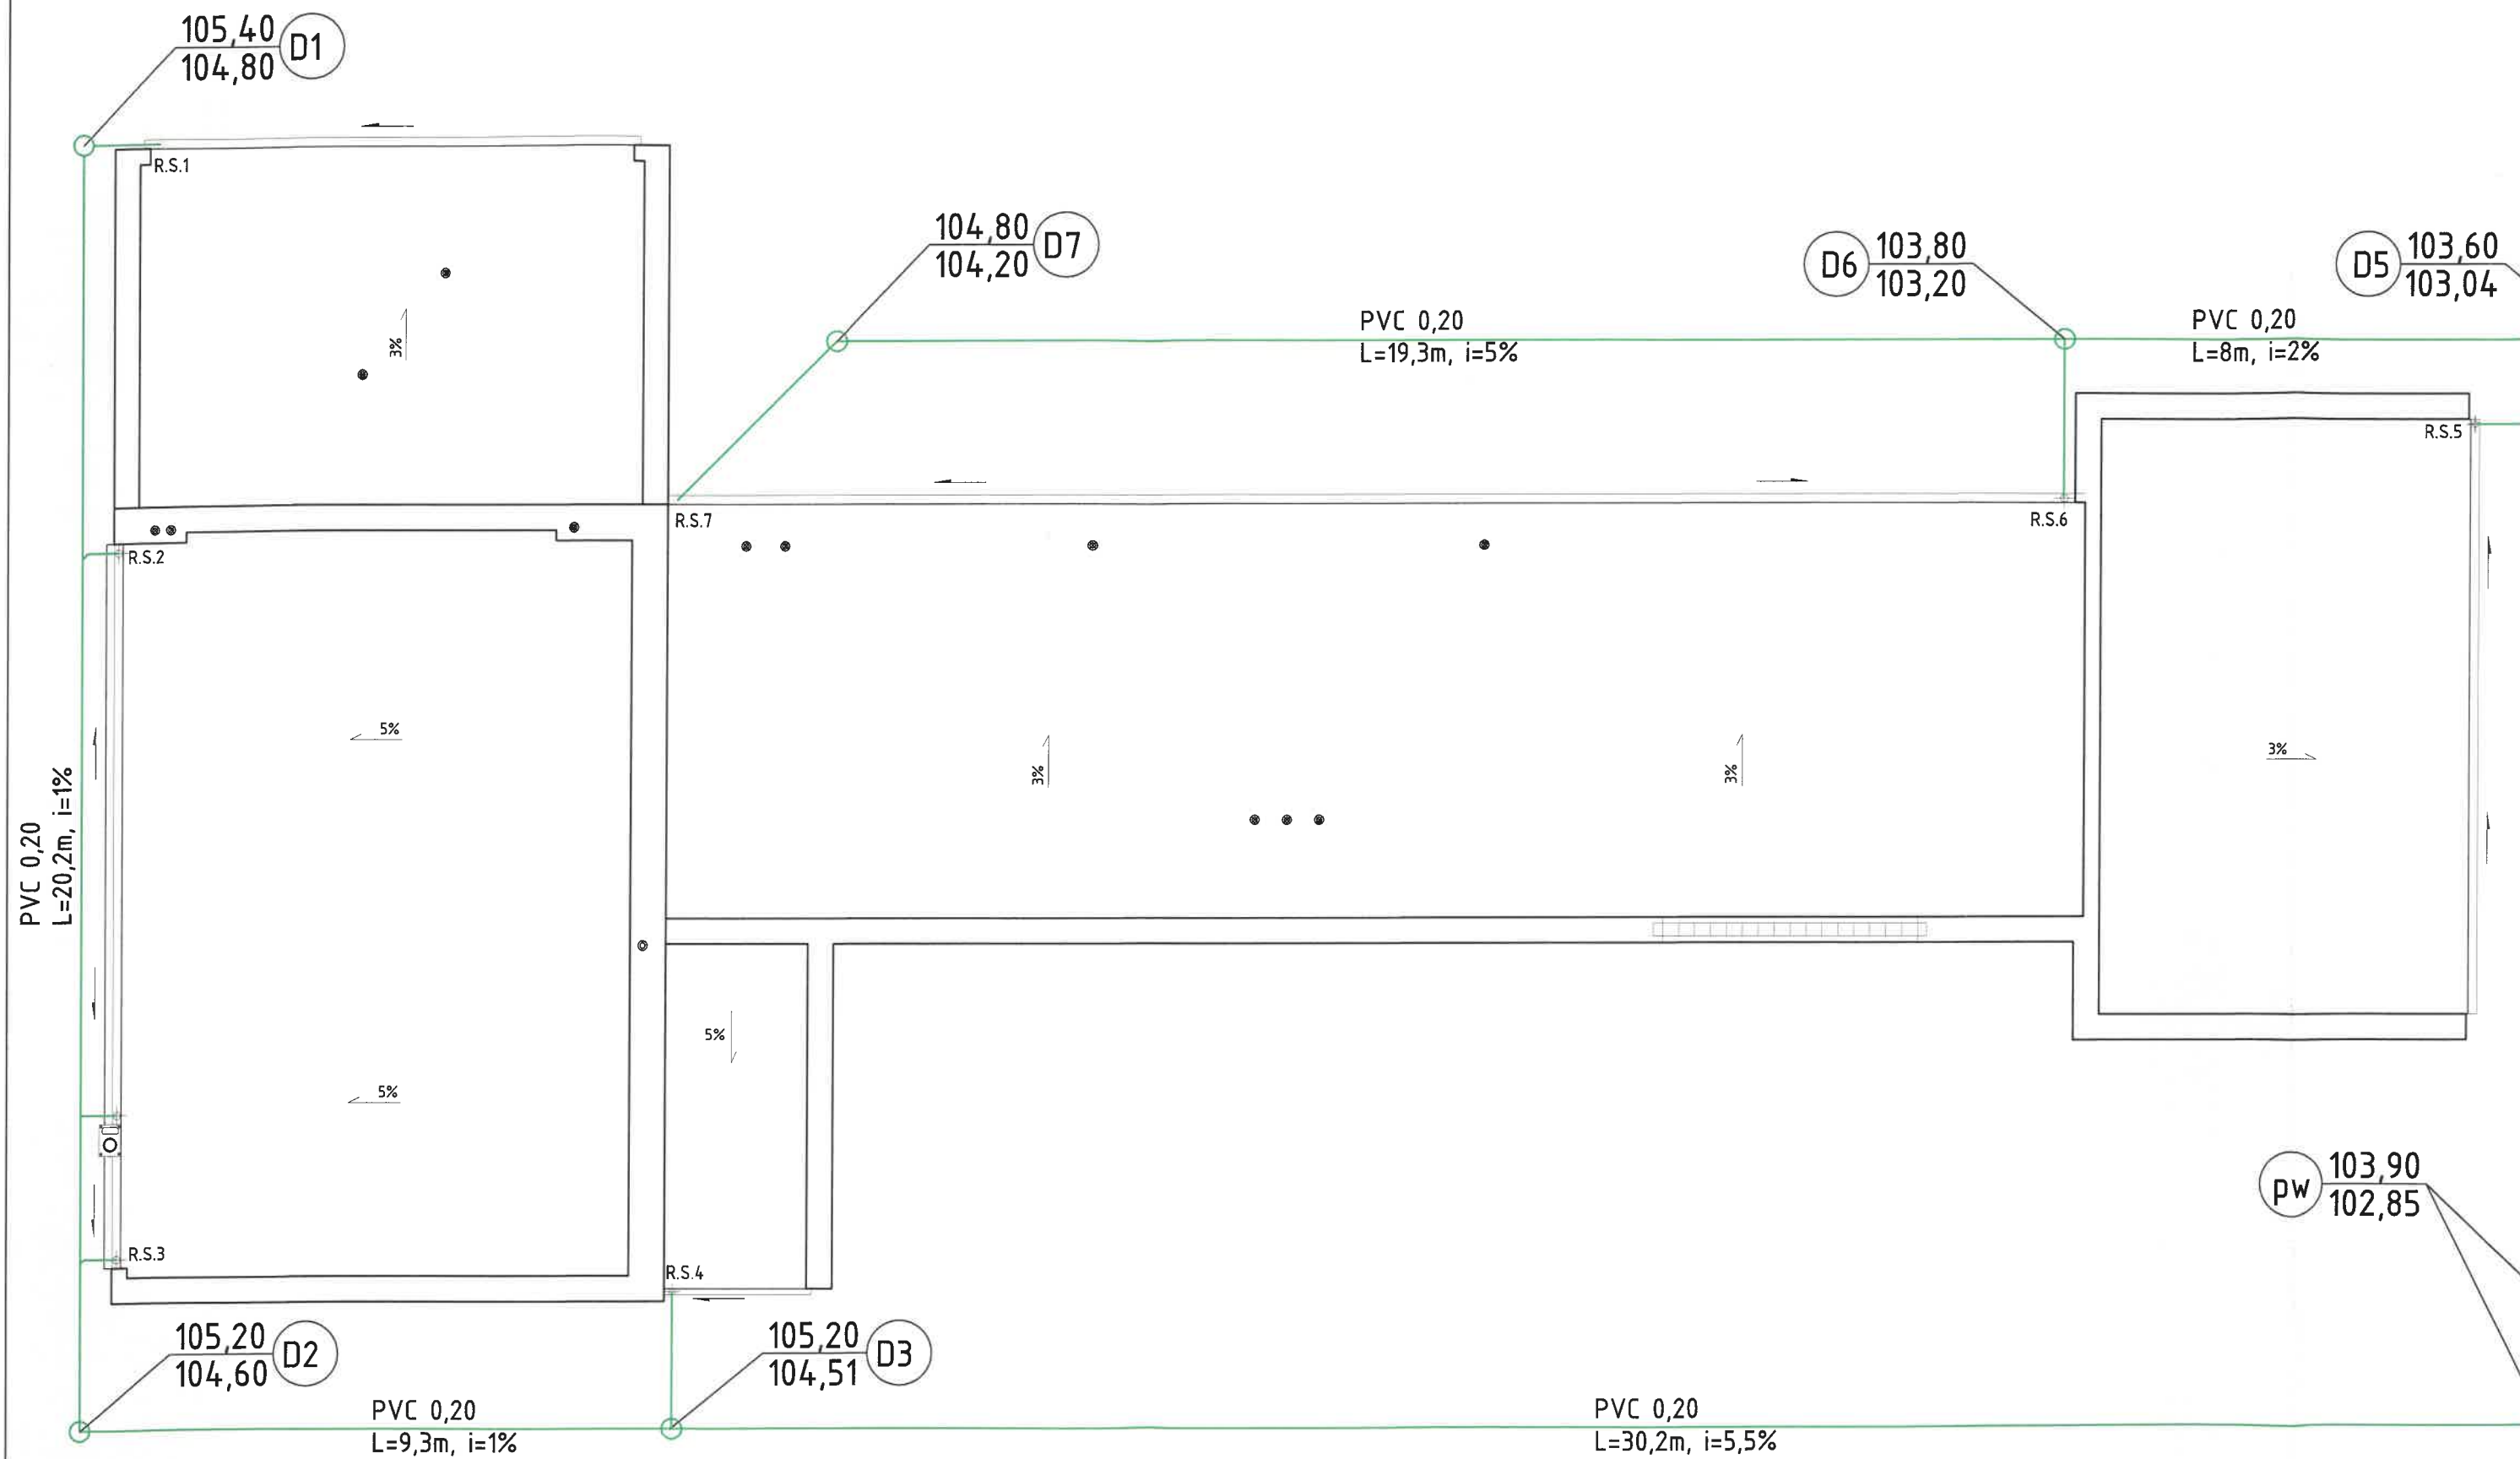 105,40
104,80
D1
R.S.1
3%
104,80
104,20
D7
D6
103,80
103,20
D5
103,60
103,04
PVC 0,20
L=19,3m, i=5%
PVC 0,20
L=8m, i=2%
R.S.5
R.S.2
R.S.7
R.S.6
5%
3%
3%
3%
PVC 0,20
L=20,2m, i=1%
5%
5%
R.S.3
R.S.4
pw
103,90
102,85
105,20
104,60
D2
105,20
104,51
D3
PVC 0,20
L=9,3m, i=1%
PVC 0,20
L=30,2m, i=5,5%